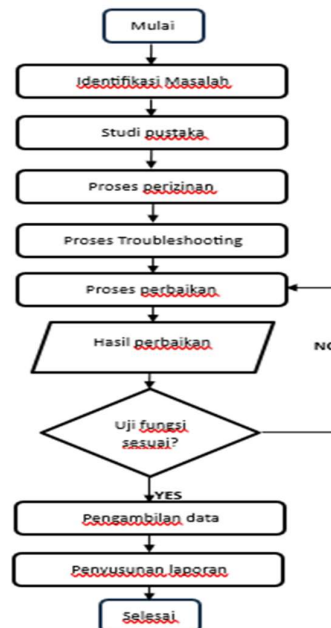 Mulai
Identifikasi Masalah
Studi pustaka
Proses perizinan
Proses Troubleshooting
Proses perbaikan
Hasil perbaikan
NO
Uji fungsi
sesuai?
YES
Pengambilan data
Penyusunan laporan
Selesai